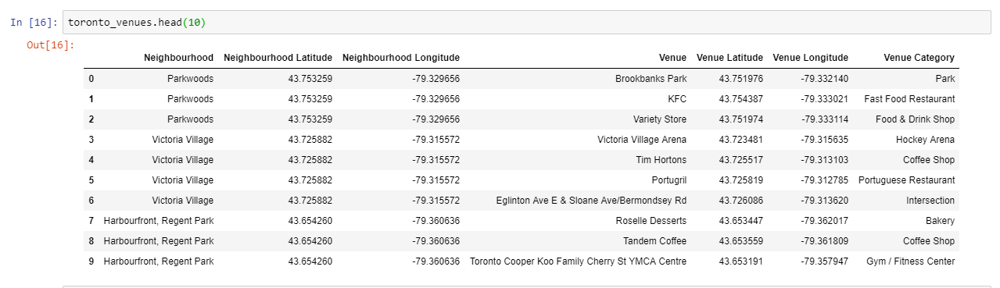 In [16]: toronto_venues.head(10)
Out[16]:
Neighbourhood Neighbourhood Latitude Neighbourhood Longitude Venue Venue Latitude Venue Longitude Venue Category
0 Parkwoods 43.753259 -79.329656 Brookbanks Park 43.751976 -79.332140 Park
1 Parkwoods 43.753259 -79.329656 KFC 43.754387 -79.333021 Fast Food Restaurant
2 Parkwoods 43.753259 -79.329656 Variety Store 43.751974 -79.333114 Food & Drink Shop
3 Victoria Village 43.725882 -79.315572 Victoria Village Arena 43.723481 -79.315635 Hockey Arena
4 Victoria Village 43.725882 -79.315572 Tim Hortons 43.725517 -79.313103 Coffee Shop
5 Victoria Village 43.725882 -79.315572 Portugril 43.725819 -79.312785 Portuguese Restaurant
6 Victoria Village 43.725882 -79.315572 Eglinton Ave E & Sloane Ave/Bermondsey Rd 43.726086 -79.313620 Intersection
7 Harbourfront, Regent Park 43.654260 -79.360636 Roselle Desserts 43.653447 -79.362017 Bakery
8 Harbourfront, Regent Park 43.654260 -79.360636 Tandem Coffee 43.653559 -79.361809 Coffee Shop
9 Harbourfront, Regent Park 43.654260 -79.360636 Toronto Cooper Koo Family Cherry St YMCA Centre 43.653191 -79.357947 Gym / Fitness Center